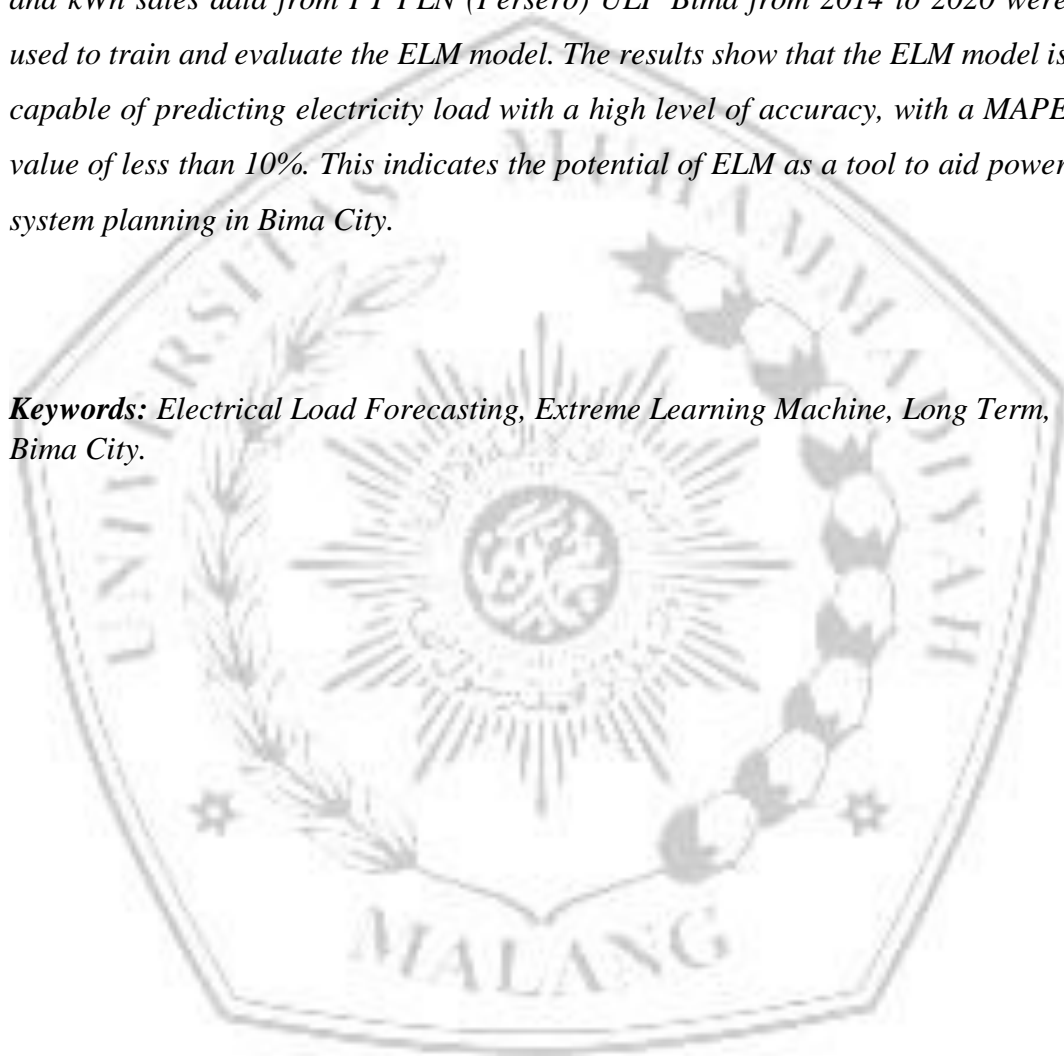 and kWh sales data from PT PLN (Persero) ULP Bima from 2014 to 2020 were
used to train and evaluate the ELM model. The results show that the ELM model is
capable of predicting electricity load with a high level of accuracy, with a MAPE
value of less than 10%. This indicates the potential of ELM as a tool to aid power
system planning in Bima City.
Keywords: Electrical Load Forecasting, Extreme Learning Machine, Long Term,
Bima City.
UNIVERSITAS MUHAMMADIYAH
MALANG